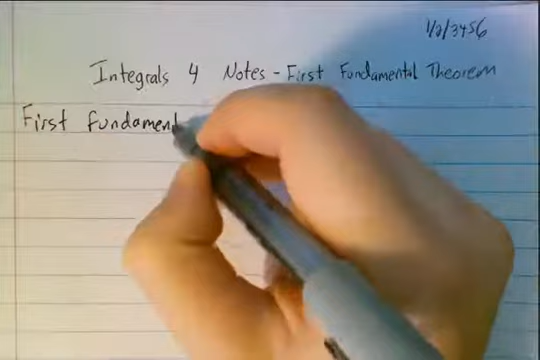 1/2/3456
Integrals 4 Notes - First Fundamental Theorem
First Fundament